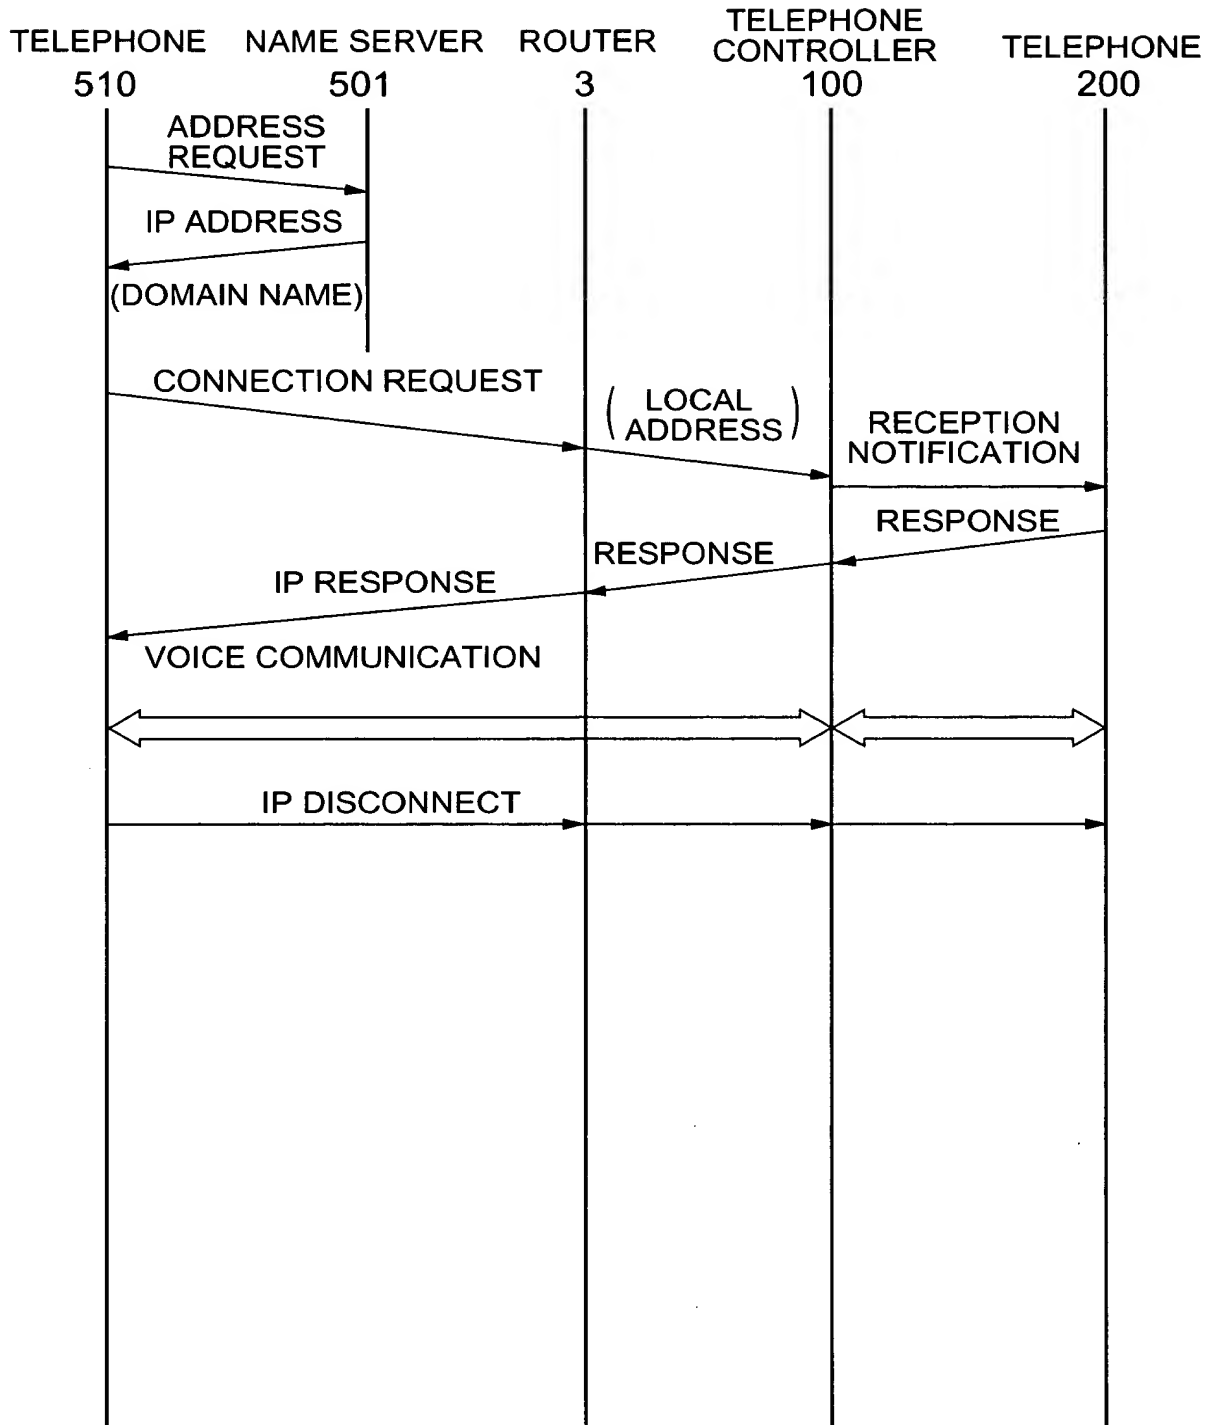 TELEPHONE
510
NAME SERVER
501
ROUTER
3
TELEPHONE
CONTROLLER
100
TELEPHONE
200
ADDRESS
REQUEST
IP ADDRESS
(DOMAIN NAME)
CONNECTION REQUEST
(LOCAL
ADDRESS)
RECEPTION
NOTIFICATION
RESPONSE
RESPONSE
IP RESPONSE
VOICE COMMUNICATION
IP DISCONNECT